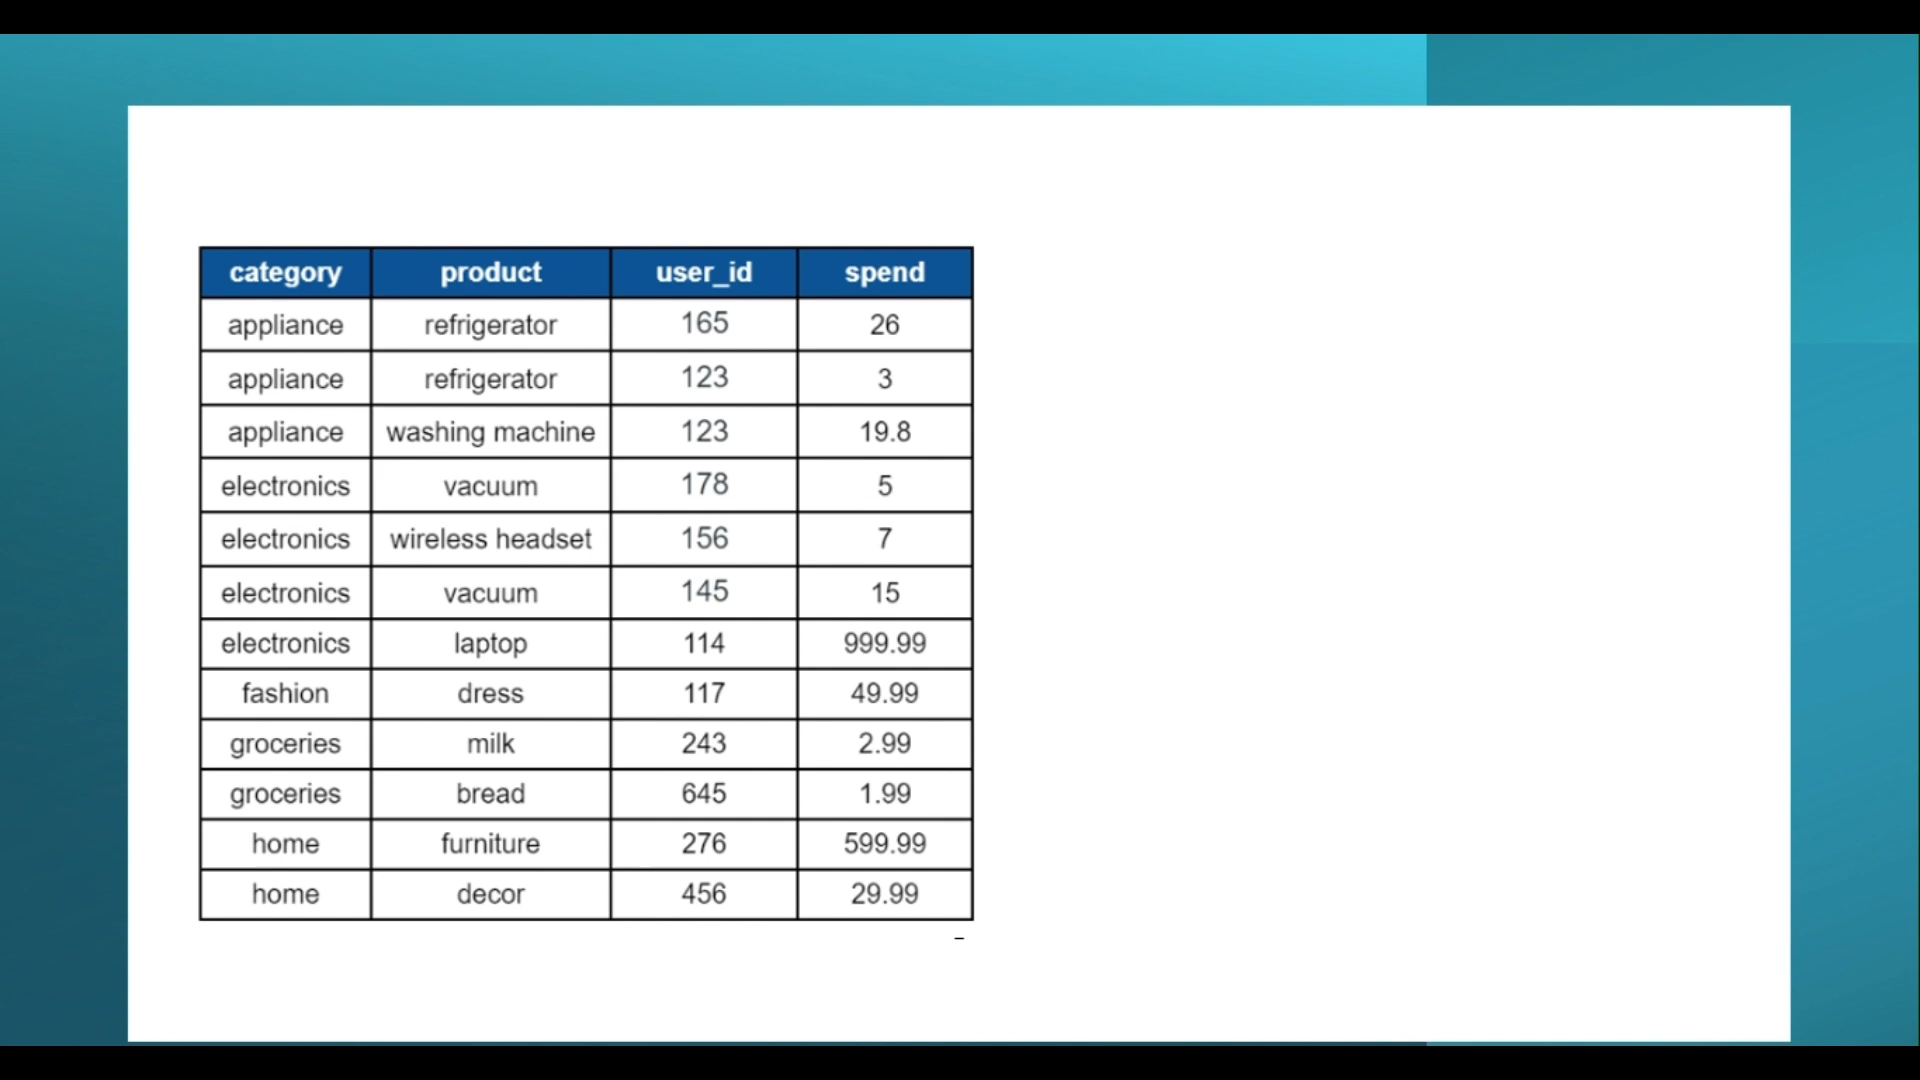 category product user_id spend
appliance refrigerator 165 26
appliance refrigerator 123 3
appliance washing machine 123 19.8
electronics vacuum 178 5
electronics wireless headset 156 7
electronics vacuum 145 15
electronics laptop 114 999.99
fashion dress 117 49.99
groceries milk 243 2.99
groceries bread 645 1.99
home furniture 276 599.99
home decor 456 29.99